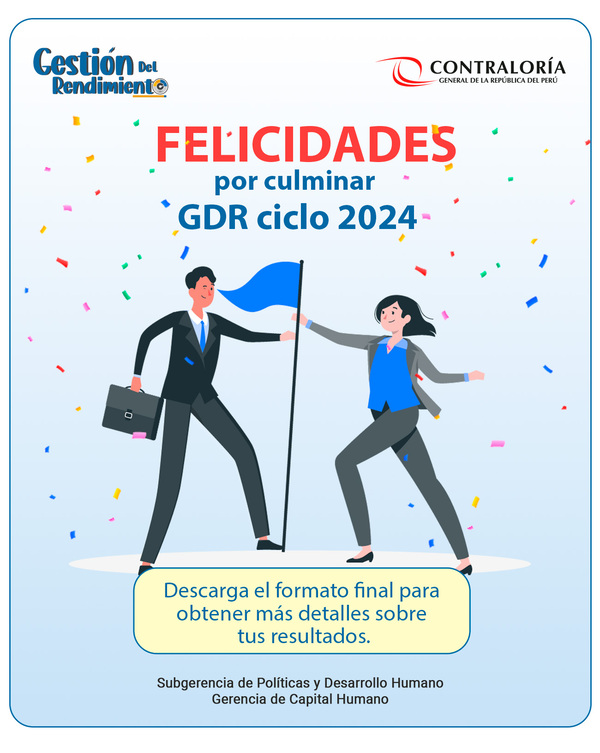 Gestión Del
Rendimiento
CONTRALORÍA
GENERAL DE LA REPÚBLICA DEL PERÚ
FELICIDADES
por culminar
GDR ciclo 2024
Descarga el formato final para
obtener más detalles sobre
tus resultados.
Subgerencia de Políticas y Desarrollo Humano
Gerencia de Capital Humano